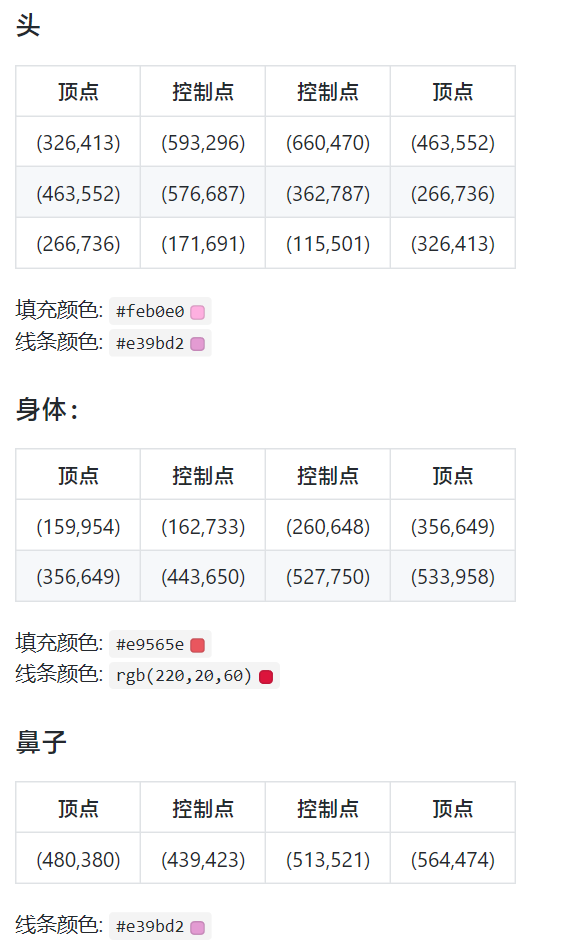 头
顶点 控制点 控制点 顶点
(326,413) (593,296) (660,470) (463,552)
(463,552) (576,687) (362,787) (266,736)
(266,736) (171,691) (115,501) (326,413)
填充颜色: #feb0e0
线条颜色: #e39bd2
身体:
顶点 控制点 控制点 顶点
(159,954) (162,733) (260,648) (356,649)
(356,649) (443,650) (527,750) (533,958)
填充颜色: #e9565e
线条颜色: rgb(220,20,60)
鼻子
顶点 控制点 控制点 顶点
(480,380) (439,423) (513,521) (564,474)
线条颜色: #e39bd2